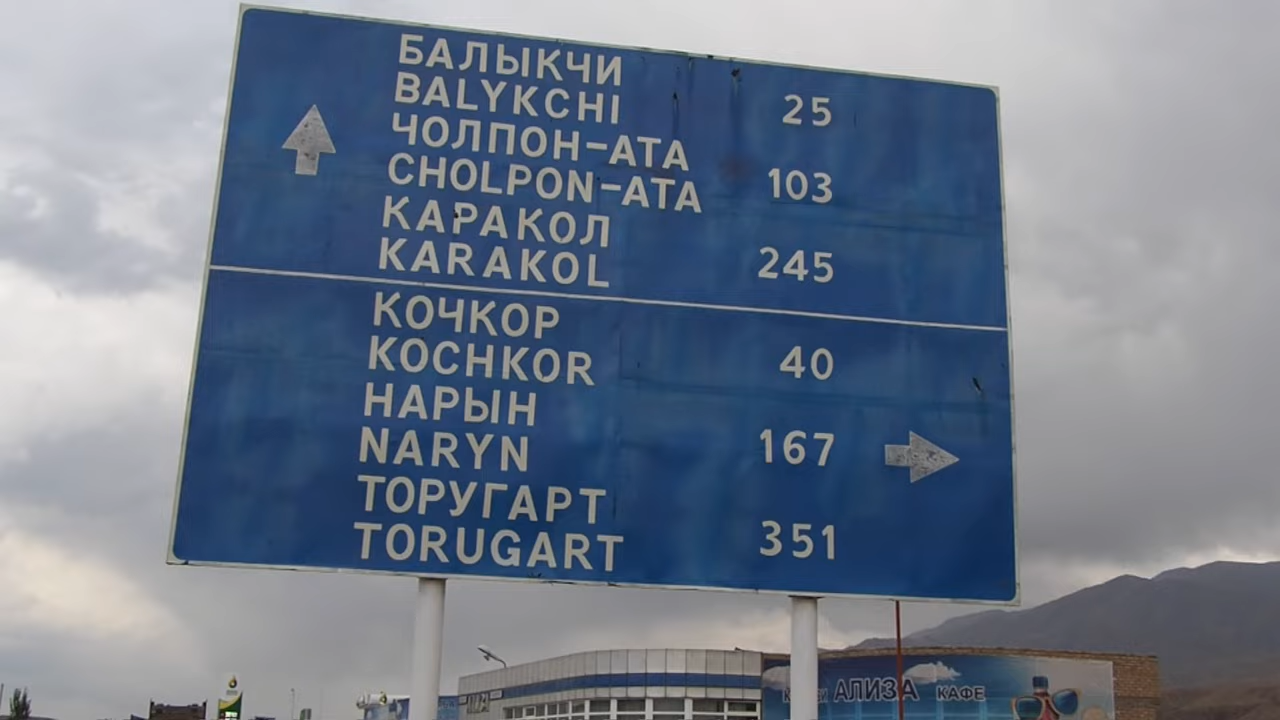 БАЛЫКЧИ
BALYKCHI 25
ЧОЛПОН-АТА
CHOLPON-ATA 103
КАРАКОЛ
KARAKOL 245
КОЧКОР
KOCHKOR 40
НАРЫН
NARYN 167
ТОРУГАРТ
TORUGART 351
АЛИЗА КАФЕ